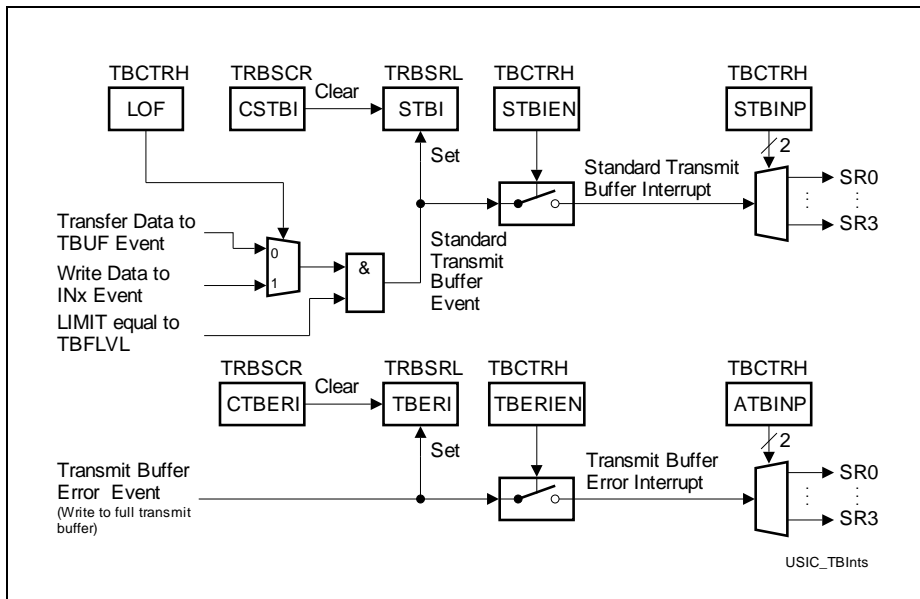 TBCTRH TRBSCR TRBSRL TBCTRH TBCTRH
LOF CSTBI Clear STBI STBIEN STBINP
Set 2
Standard Transmit
Buffer Interrupt
SR0
SR3
Transfer Data to
TBUF Event
0
1
Write Data to
INx Event
&
Standard
Transmit
Buffer
Event
LIMIT equal to
TBFLVL
TRBSCR TRBSRL TBCTRH TBCTRH
CTBERI Clear TBERI TBERIEN ATBINP
Set 2
Transmit Buffer
Error Event
(Write to full transmit
buffer)
Transmit Buffer
Error Interrupt
SR0
SR3
USIC_TBInts